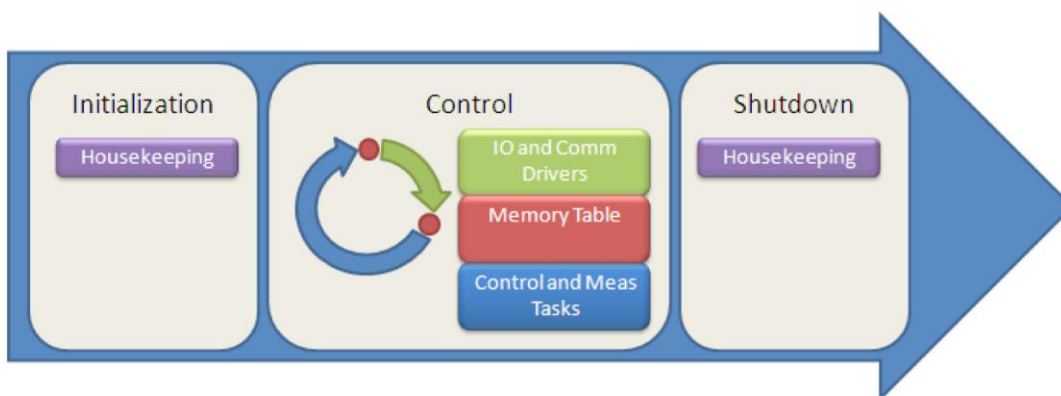 Initialization
Housekeeping
Control
IO and Comm
Drivers
Memory Table
Control and Meas
Tasks
Shutdown
Housekeeping